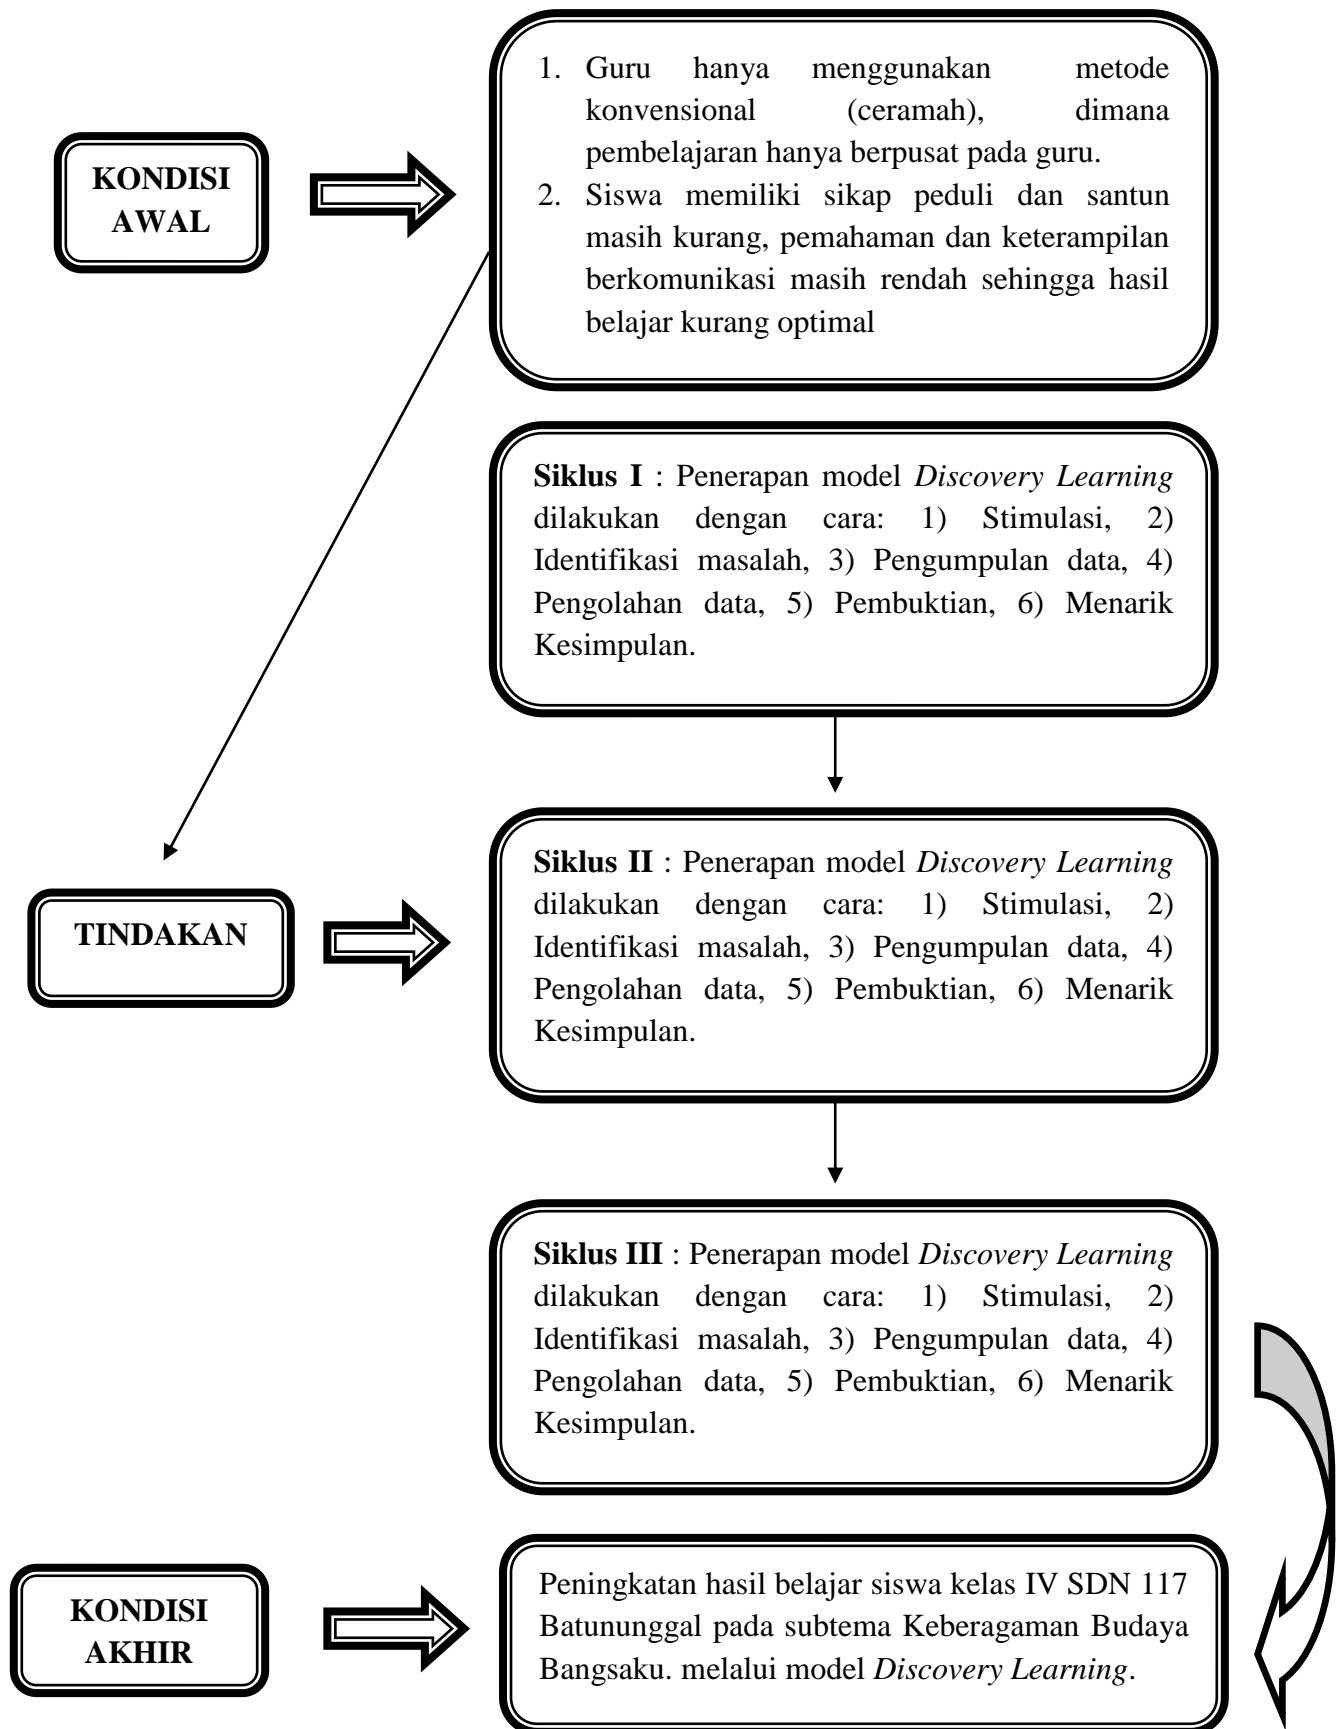 KONDISI
AWAL
1. Guru hanya menggunakan metode
konvensional (ceramah), dimana
pembelajaran hanya berpusat pada guru.
2. Siswa memiliki sikap peduli dan santun
masih kurang, pemahaman dan keterampilan
berkomunikasi masih rendah sehingga hasil
belajar kurang optimal
Siklus I : Penerapan model Discovery Learning
dilakukan dengan cara: 1) Stimulasi, 2)
Identifikasi masalah, 3) Pengumpulan data, 4)
Pengolahan data, 5) Pembuktian, 6) Menarik
Kesimpulan.
TINDAKAN
Siklus II : Penerapan model Discovery Learning
dilakukan dengan cara: 1) Stimulasi, 2)
Identifikasi masalah, 3) Pengumpulan data, 4)
Pengolahan data, 5) Pembuktian, 6) Menarik
Kesimpulan.
Siklus III : Penerapan model Discovery Learning
dilakukan dengan cara: 1) Stimulasi, 2)
Identifikasi masalah, 3) Pengumpulan data, 4)
Pengolahan data, 5) Pembuktian, 6) Menarik
Kesimpulan.
KONDISI
AKHIR
Peningkatan hasil belajar siswa kelas IV SDN 117
Batununggal pada subtema Keberagaman Budaya
Bangsaku. melalui model Discovery Learning.